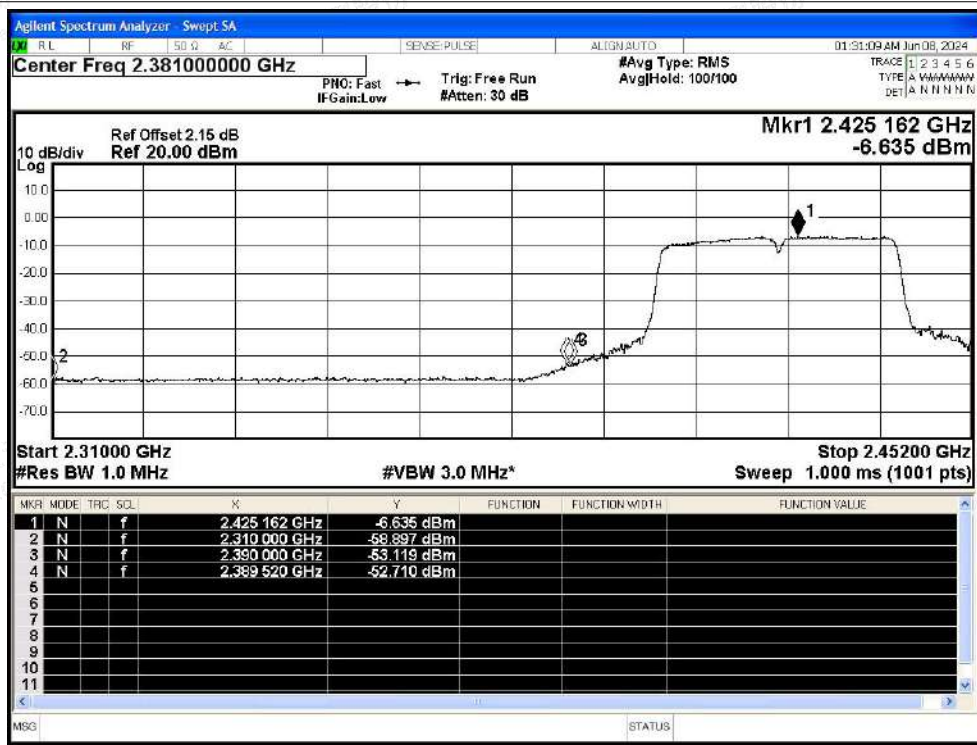 Agilent Spectrum Analyzer - Swept SA
LXI RL RF 50 Ω AC SENSE:PULSE ALIGN AUTO 01:31:09 AM Jun 08, 2024
Center Freq 2.381000000 GHz #Avg Type: RMS TRACE 1 2 3 4 5 6
PNO: Fast Trig: Free Run Avg|Hold: 100/100 TYPE A WWWWW
IFGain:Low #Atten: 30 dB DET A N N N N N
Mkr1 2.425 162 GHz
-6.635 dBm
Ref Offset 2.15 dB
10 dB/div Ref 20.00 dBm
Log
10.0
0.00
-10.0
-20.0
-30.0
-40.0
-50.0
-60.0
-70.0
1
2
Start 2.31000 GHz Stop 2.45200 GHz
#Res BW 1.0 MHz #VBW 3.0 MHz* Sweep 1.000 ms (1001 pts)
MKR MODE TRC SCL X Y FUNCTION FUNCTION WIDTH FUNCTION VALUE
1 N f 2.425 162 GHz -6.635 dBm
2 N f 2.310 000 GHz -58.897 dBm
3 N f 2.390 000 GHz -53.119 dBm
4 N f 2.389 520 GHz -52.710 dBm
5
6
7
8
9
10
11
MSG STATUS